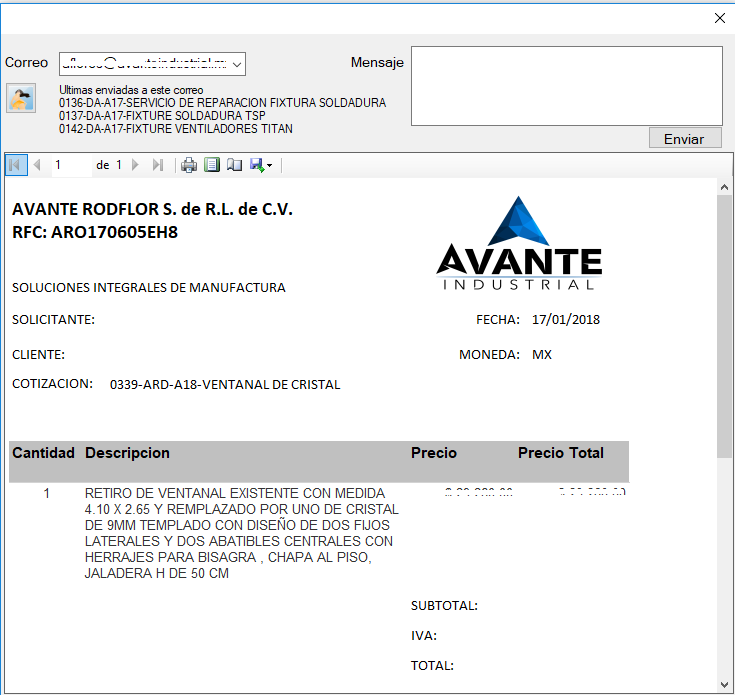 Correo
Mensaje
Ultimas enviadas a este correo
0136-DA-A17-SERVICIO DE REPARACION FIXTURA SOLDADURA
0137-DA-A17-FIXTURE SOLDADURA TSP
0142-DA-A17-FIXTURE VENTILADORES TITAN
Enviar
1 de 1
AVANTE RODFLOR S. de R.L. de C.V.
RFC: ARO170605EH8
AVANTE
INDUSTRIAL
SOLUCIONES INTEGRALES DE MANUFACTURA
SOLICITANTE:
FECHA: 17/01/2018
CLIENTE:
MONEDA: MX
COTIZACION: 0339-ARD-A18-VENTANAL DE CRISTAL
Cantidad Descripcion Precio Precio Total
1 RETIRO DE VENTANAL EXISTENTE CON MEDIDA
4.10 X 2.65 Y REMPLAZADO POR UNO DE CRISTAL
DE 9MM TEMPLADO CON DISEÑO DE DOS FIJOS
LATERALES Y DOS ABATIBLES CENTRALES CON
HERRAJES PARA BISAGRA , CHAPA AL PISO,
JALADERA H DE 50 CM
SUBTOTAL:
IVA:
TOTAL: